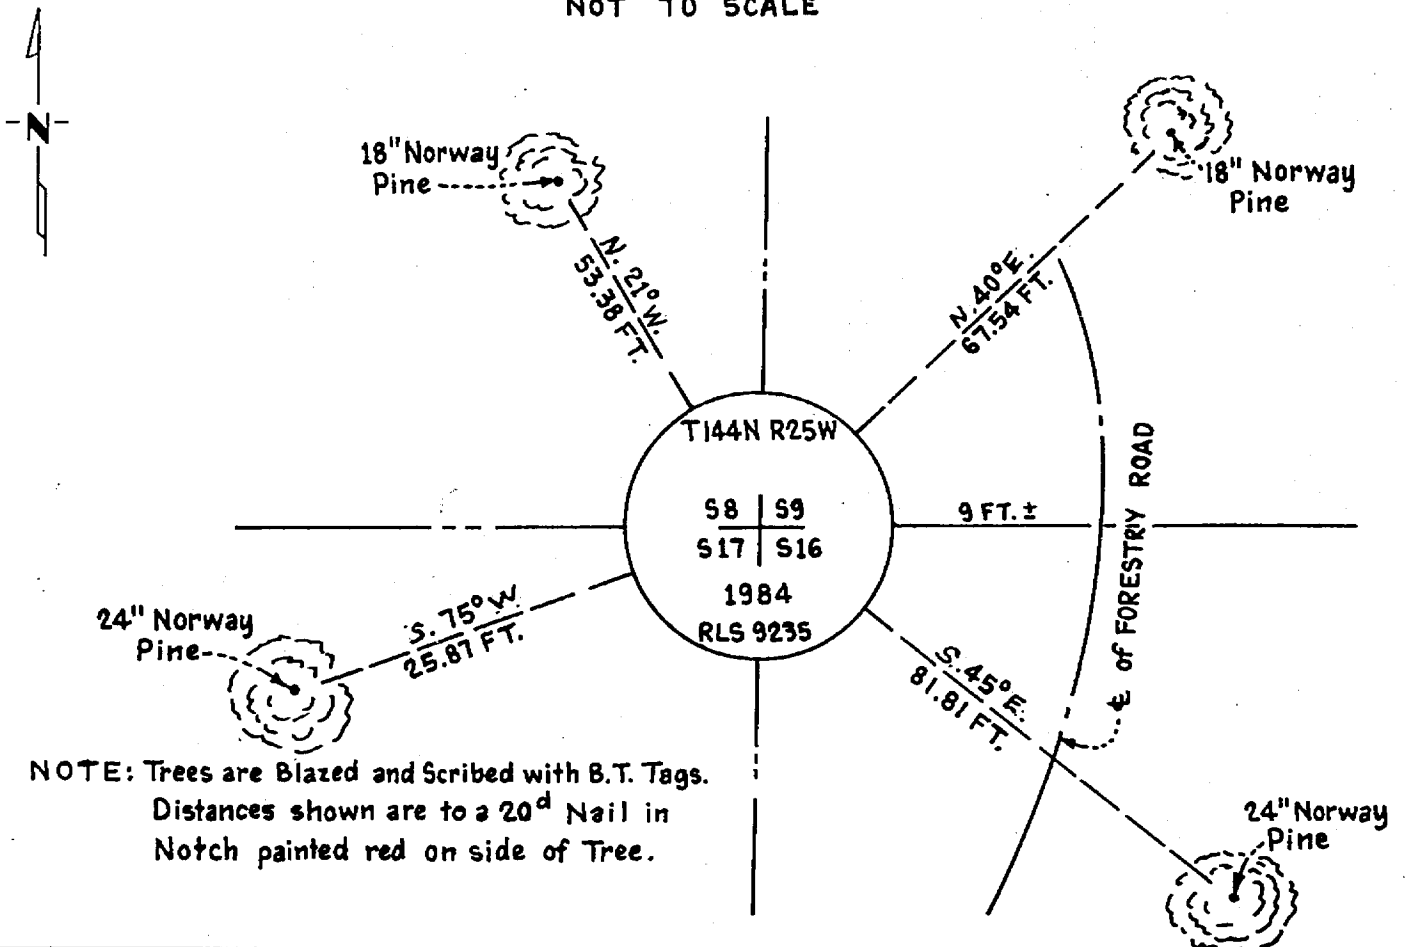 NOT TO SCALE
N
18" Norway
Pine
18" Norway
Pine
N. 21° W.
53.38 FT.
N. 40° E.
67.54 FT.
T144N R25W
S8 S9
S17 S16
1984
RLS 9235
9 FT. ±
℄ of FORESTRIY ROAD
S. 75° W
25.87 FT.
24" Norway
Pine
S. 45° E.
81.81 FT.
24" Norway
Pine
NOTE: Trees are Blazed and Scribed with B.T. Tags.
Distances shown are to a 20d Nail in
Notch painted red on side of Tree.